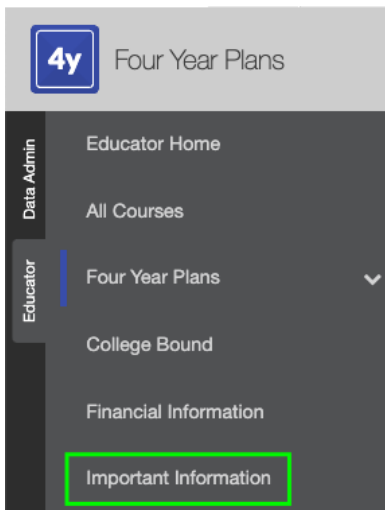 4y Four Year Plans
Data Admin
Educator
Educator Home
All Courses
Four Year Plans
College Bound
Financial Information
Important Information